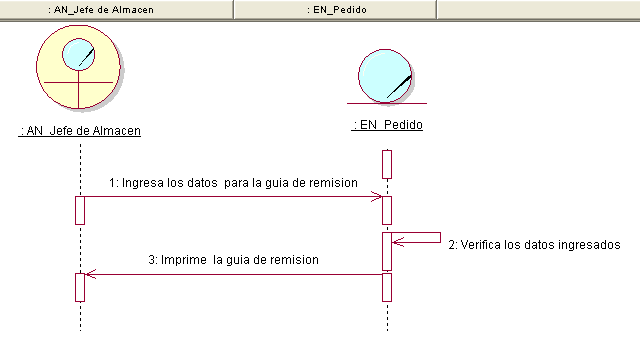 : AN_Jefe de Almacen
: EN_Pedido
: AN_Jefe de Almacen
: EN_Pedido
1: Ingresa los datos para la guia de remision
2: Verifica los datos ingresados
3: Imprime la guia de remision